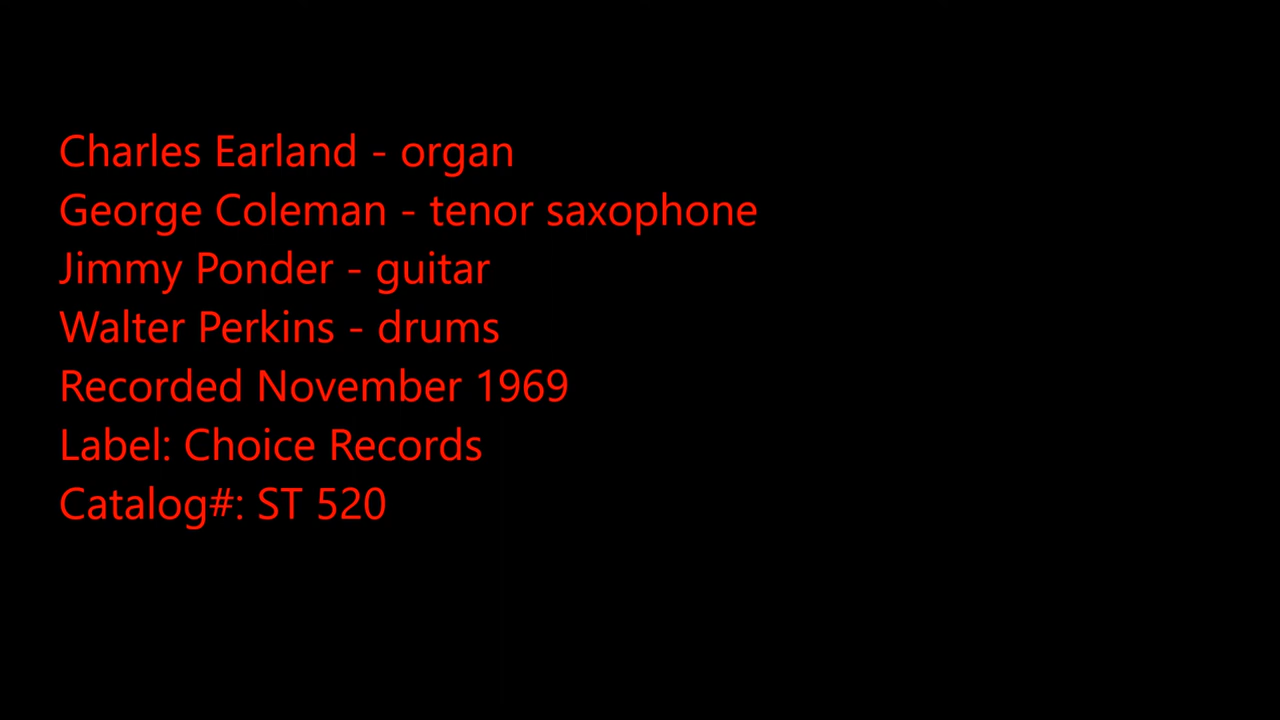 Charles Earland - organ
George Coleman - tenor saxophone
Jimmy Ponder - guitar
Walter Perkins - drums
Recorded November 1969
Label: Choice Records
Catalog#: ST 520